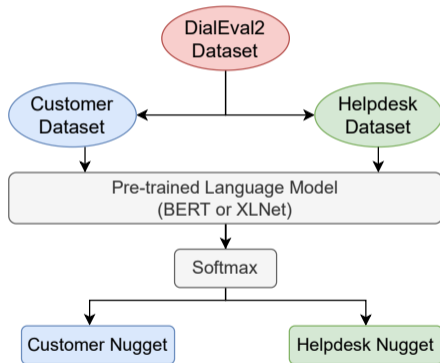 DialEval2
Dataset
Customer
Dataset
Helpdesk
Dataset
Pre-trained Language Model
(BERT or XLNet)
Softmax
Customer Nugget
Helpdesk Nugget